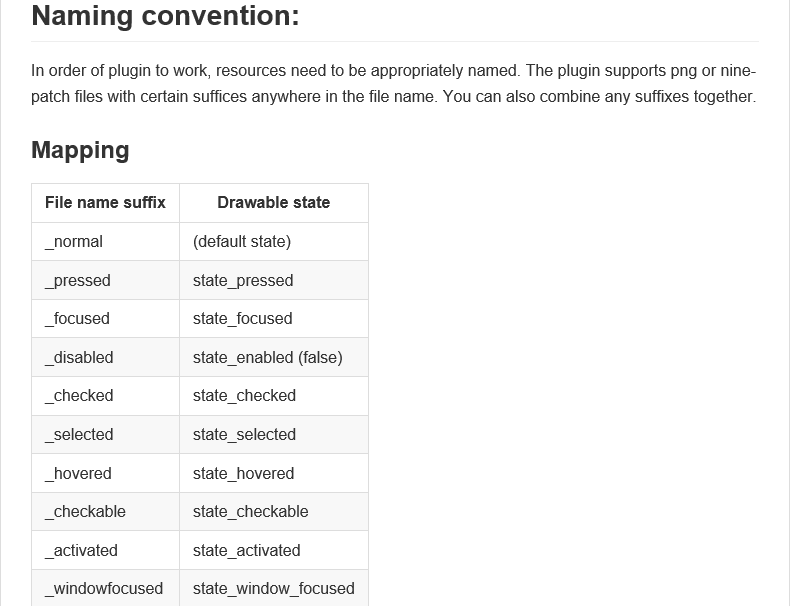 Naming convention:
In order of plugin to work, resources need to be appropriately named. The plugin supports png or nine-
patch files with certain suffices anywhere in the file name. You can also combine any suffixes together.
Mapping
File name suffix Drawable state
_normal (default state)
_pressed state_pressed
_focused state_focused
_disabled state_enabled (false)
_checked state_checked
_selected state_selected
_hovered state_hovered
_checkable state_checkable
_activated state_activated
_windowfocused state_window_focused